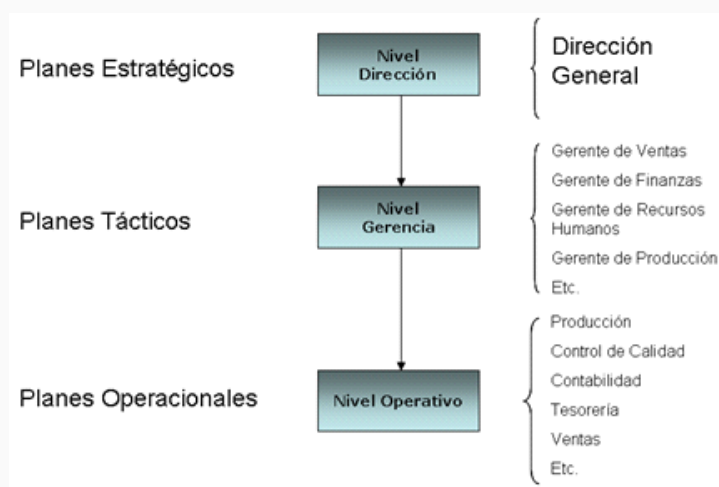 Planes Estratégicos
Nivel
Dirección
Dirección
General
Planes Tácticos
Nivel
Gerencia
Gerente de Ventas
Gerente de Finanzas
Gerente de Recursos
Humanos
Gerente de Producción
Etc.
Planes Operacionales
Nivel Operativo
Producción
Control de Calidad
Contabilidad
Tesorería
Ventas
Etc.